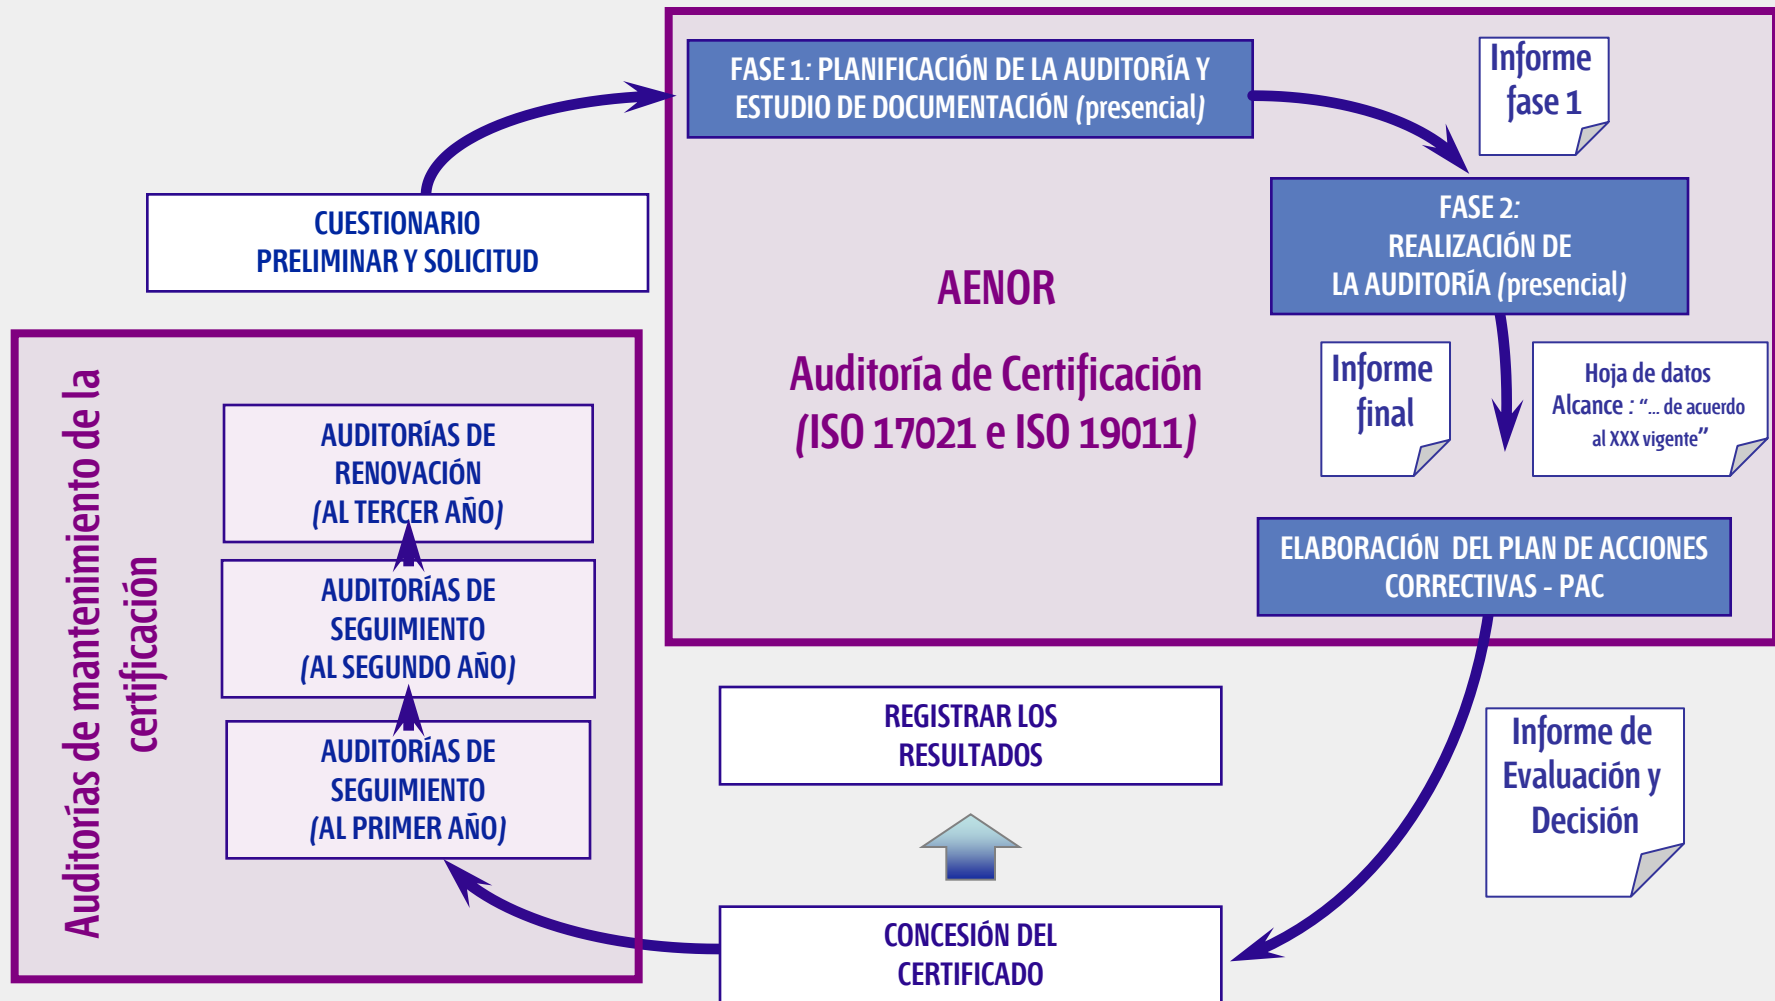 FASE 1: PLANIFICACIÓN DE LA AUDITORÍA Y
ESTUDIO DE DOCUMENTACIÓN (presencial)
Informe
fase 1
CUESTIONARIO
PRELIMINAR Y SOLICITUD
FASE 2:
REALIZACIÓN DE
LA AUDITORÍA (presencial)
AENOR
Auditoría de Certificación
(ISO 17021 e ISO 19011)
Informe
final
Hoja de datos
Alcance : “... de acuerdo
al XXX vigente”
ELABORACIÓN DEL PLAN DE ACCIONES
CORRECTIVAS - PAC
Auditorías de mantenimiento de la
certificación
AUDITORÍAS DE
RENOVACIÓN
(AL TERCER AÑO)
AUDITORÍAS DE
SEGUIMIENTO
(AL SEGUNDO AÑO)
AUDITORÍAS DE
SEGUIMIENTO
(AL PRIMER AÑO)
REGISTRAR LOS
RESULTADOS
Informe de
Evaluación y
Decisión
CONCESIÓN DEL
CERTIFICADO